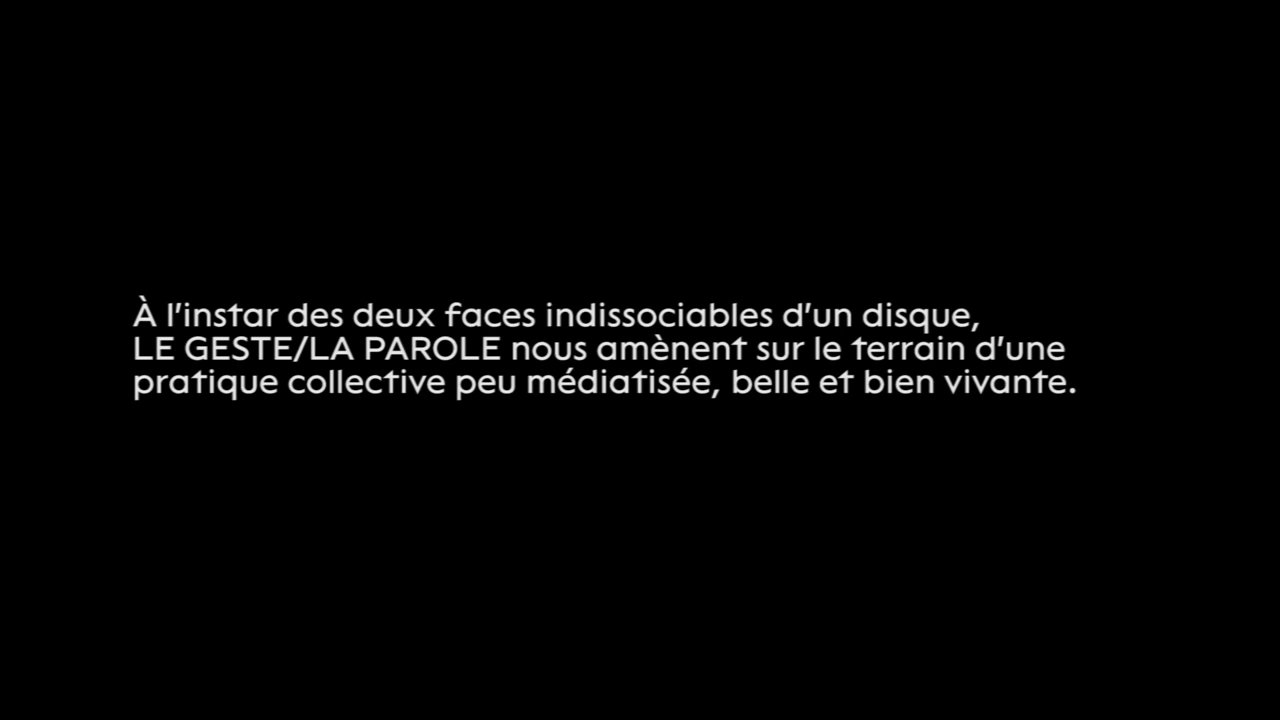 À l’instar des deux faces indissociables d’un disque,
LE GESTE/LA PAROLE nous amènent sur le terrain d’une
pratique collective peu médiatisée, belle et bien vivante.